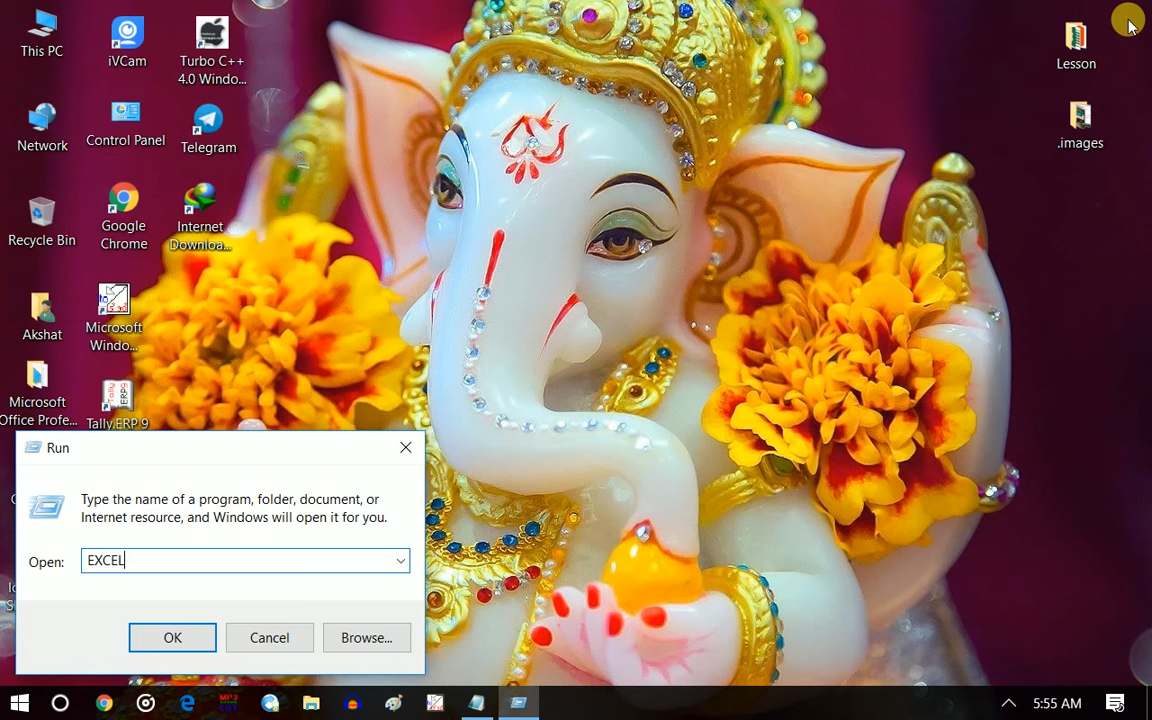 This PC
iVCam
Turbo C++
4.0 Windo...
Lesson
Network
Control Panel
Telegram
.images
Recycle Bin
Google
Chrome
Internet
Downloa...
Akshat
Microsoft
Windo...
Microsoft
Office Profe...
Tally.ERP 9
Run
Type the name of a program, folder, document, or
Internet resource, and Windows will open it for you.
Open:
EXCEL
OK
Cancel
Browse...
5:55 AM